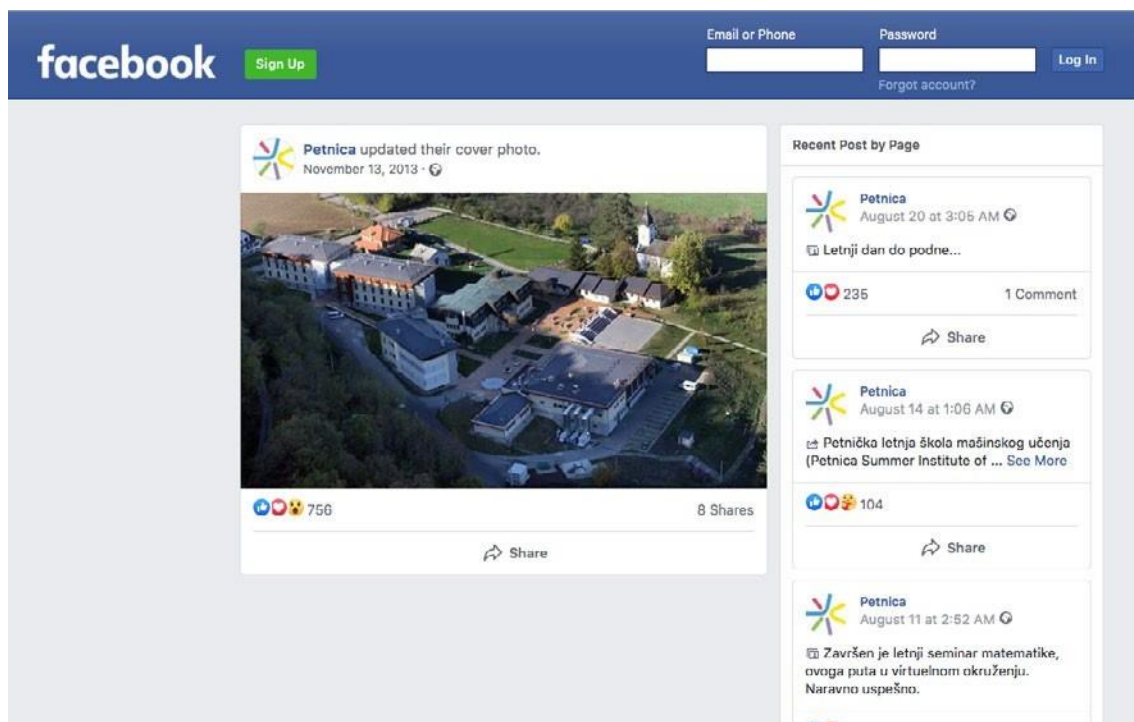 facebook
Sign Up
Email or Phone
Password
Log In
Forgot account?
Petnica updated their cover photo.
November 13, 2013 ·
756
8 Shares
Share
Recent Post by Page
Petnica
August 20 at 3:05 AM
Letnji dan do podne...
235
1 Comment
Share
Petnica
August 14 at 1:06 AM
Petnička letnja škola mašinskog učenja
(Petnica Summer Institute of ... See More
104
Share
Petnica
August 11 at 2:52 AM
Završen je letnji seminar matematike,
ovoga puta u virtuelnom okruženju.
Naravno uspešno.